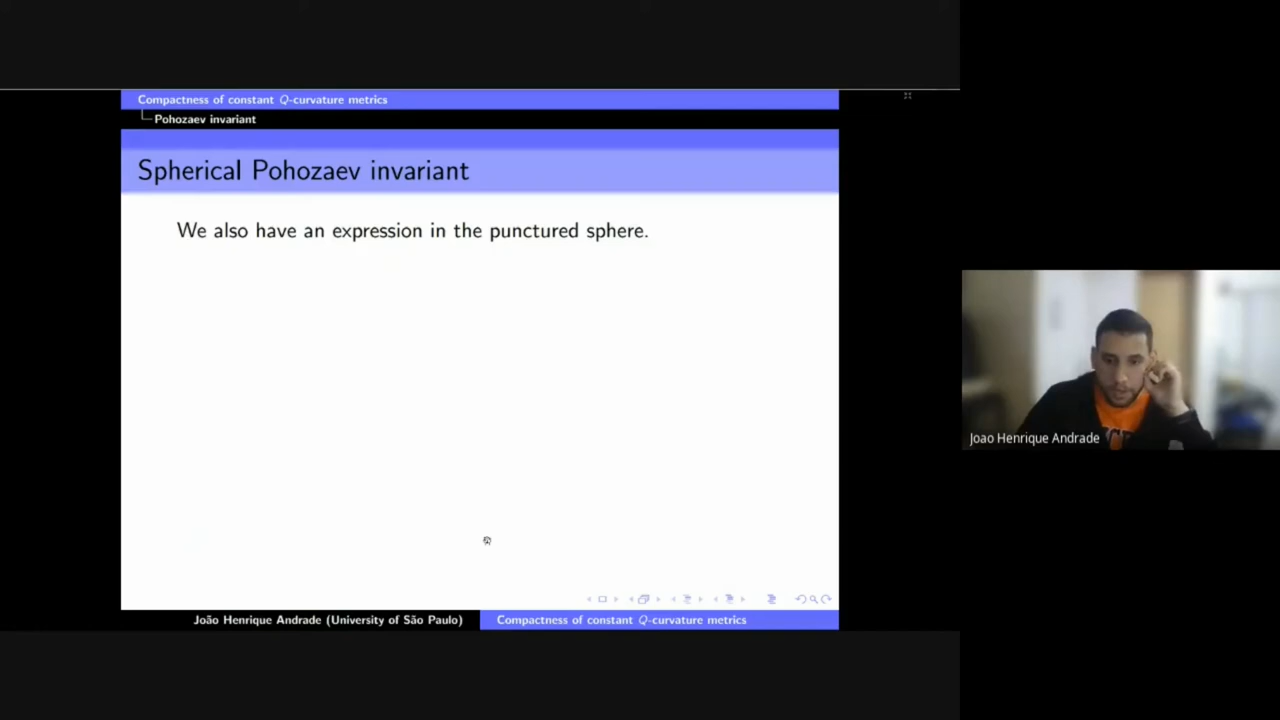 Compactness of constant Q-curvature metrics
Pohozaev invariant
Spherical Pohozaev invariant
We also have an expression in the punctured sphere.
Joao Henrique Andrade
João Henrique Andrade (University of São Paulo)
Compactness of constant Q-curvature metrics